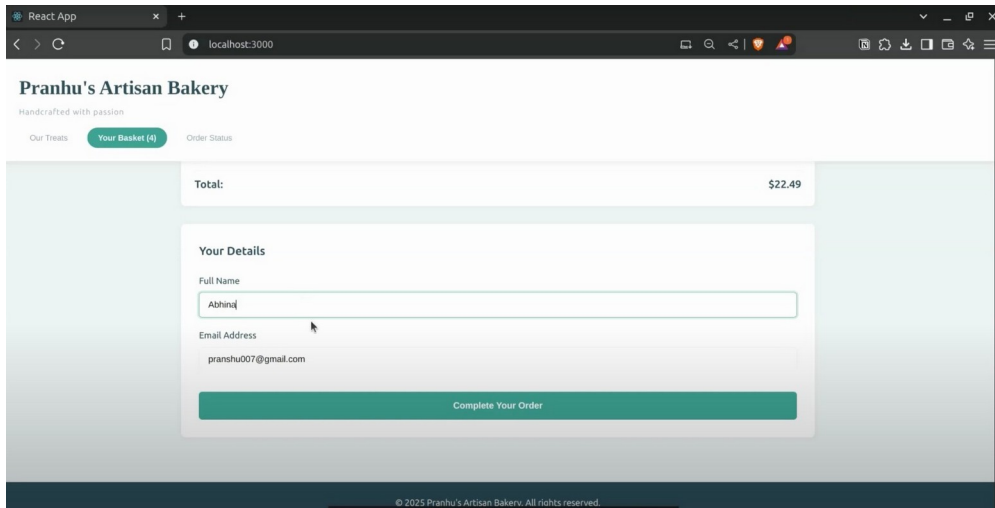 React App
localhost:3000
Pranhu's Artisan Bakery
Handcrafted with passion
Our Treats Your Basket (4) Order Status
Total: $22.49
Your Details
Full Name
Abhina
Email Address
pranshu007@gmail.com
Complete Your Order
© 2025 Pranhu's Artisan Bakery. All rights reserved.